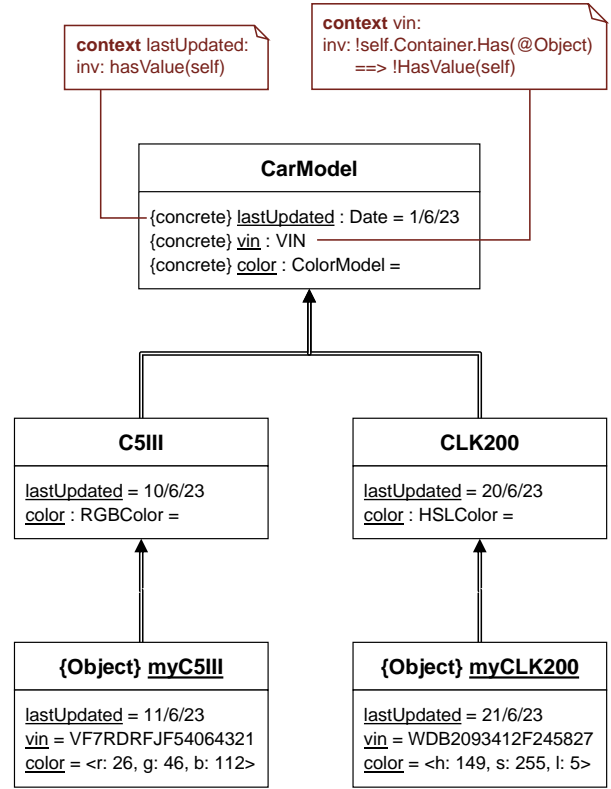 context lastUpdated:
inv: hasValue(self)
context vin:
inv: !self.Container.Has(@Object)
==> !HasValue(self)
CarModel
{concrete} lastUpdated : Date = 1/6/23
{concrete} vin : VIN
{concrete} color : ColorModel =
C5III
lastUpdated = 10/6/23
color : RGBColor =
CLK200
lastUpdated = 20/6/23
color : HSLColor =
{Object} myC5III
lastUpdated = 11/6/23
vin = VF7RDRFJF54064321
color = <r: 26, g: 46, b: 112>
{Object} myCLK200
lastUpdated = 21/6/23
vin = WDB2093412F245827
color = <h: 149, s: 255, l: 5>